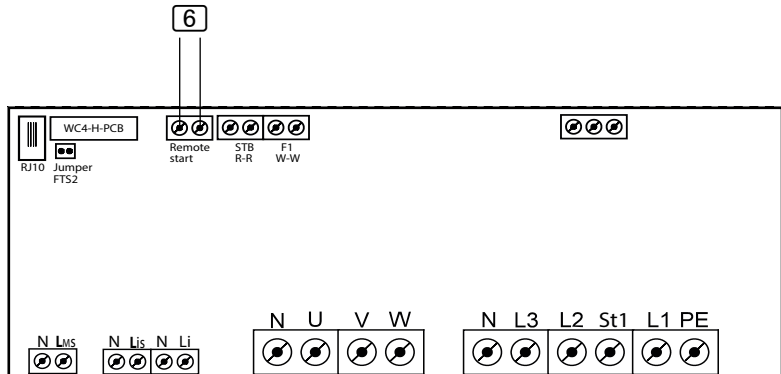 6
WC4-H-PCB
RJ10
Jumper
FTS2
Remote
start
STB
R-R
F1
W-W
N LMS
N Lis N Li
N U V W
N L3 L2 St1 L1 PE